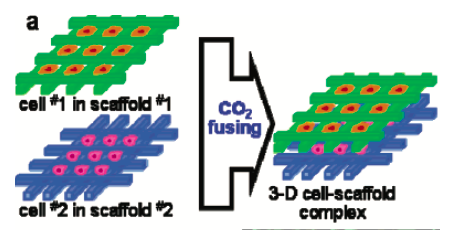 a
cell #1 in scaffold #1
cell #2 in scaffold #2
CO2
fusing
3-D cell-scaffold
complex